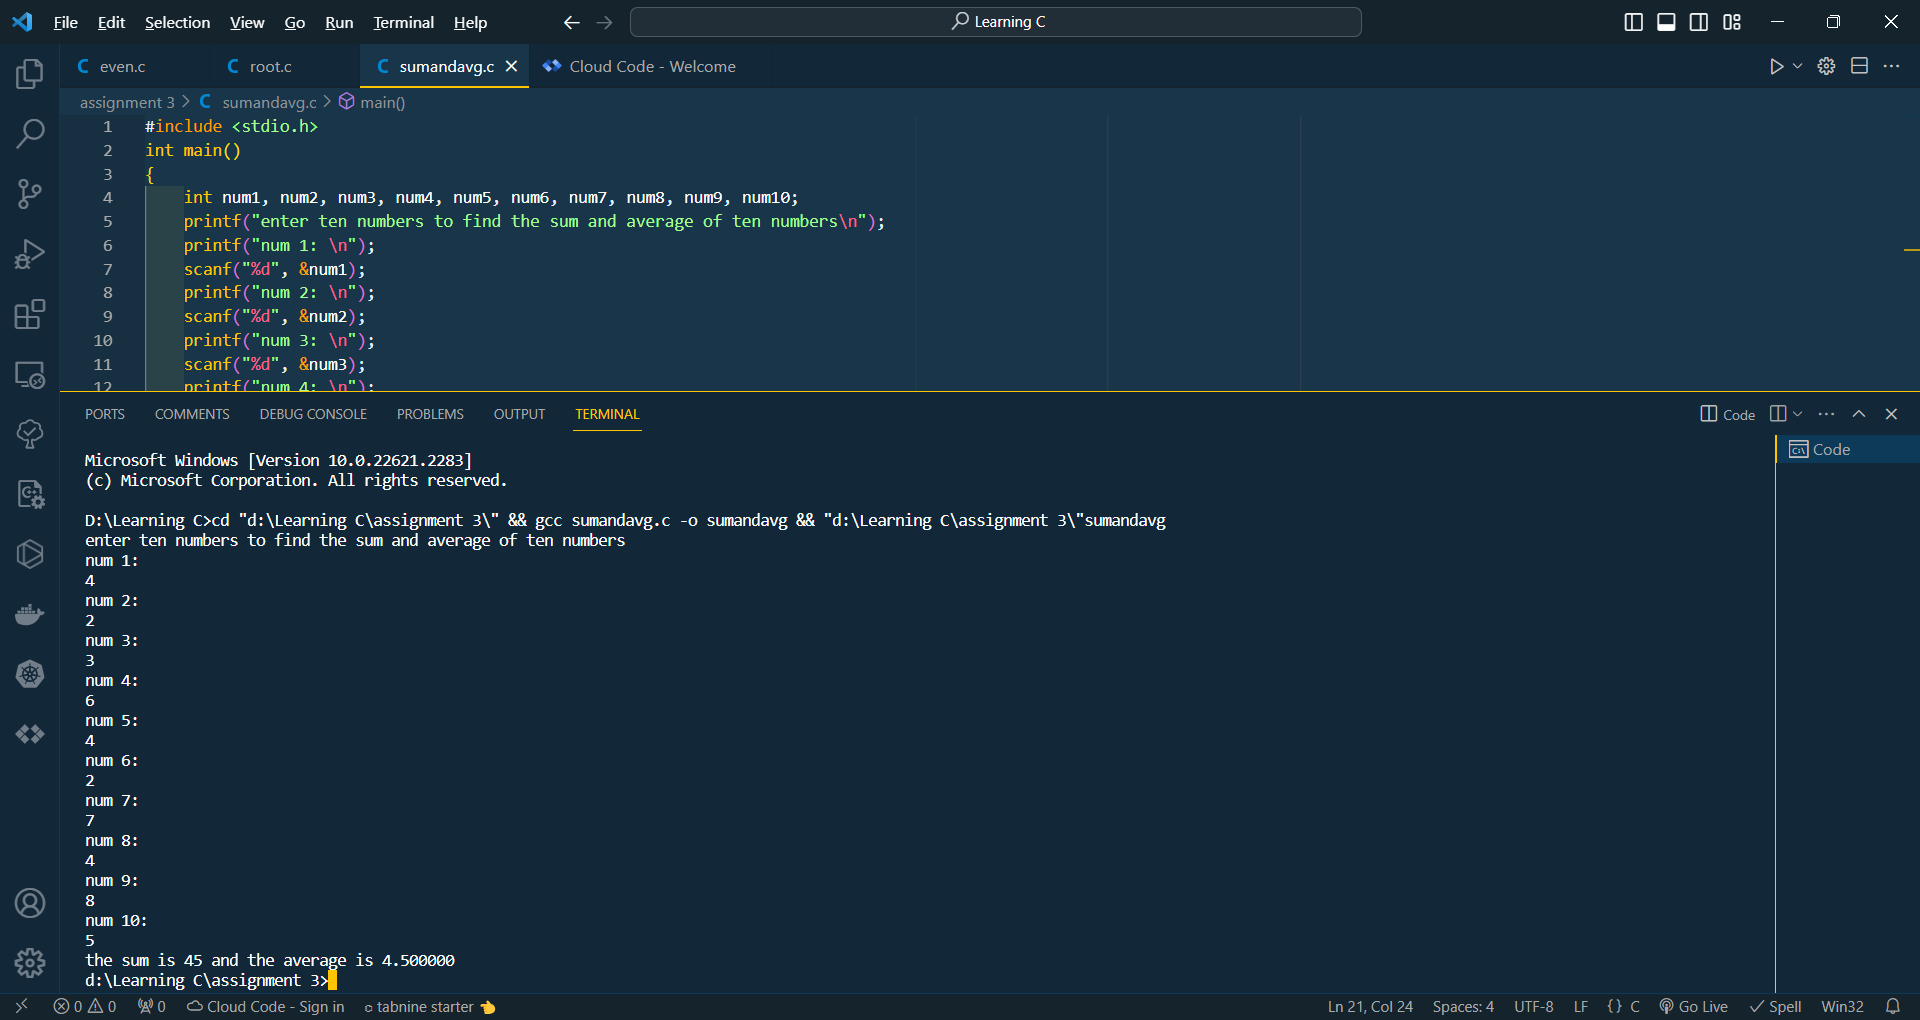 File Edit Selection View Go Run Terminal Help
Learning C
even.c root.c sumandavg.c Cloud Code - Welcome
assignment 3 > C sumandavg.c > main()
1 #include <stdio.h>
2 int main()
3 {
4 int num1, num2, num3, num4, num5, num6, num7, num8, num9, num10;
5 printf("enter ten numbers to find the sum and average of ten numbers\n");
6 printf("num 1: \n");
7 scanf("%d", &num1);
8 printf("num 2: \n");
9 scanf("%d", &num2);
10 printf("num 3: \n");
11 scanf("%d", &num3);
12 printf("num 4: \n");
PORTS COMMENTS DEBUG CONSOLE PROBLEMS OUTPUT TERMINAL Code
Code
Microsoft Windows [Version 10.0.22621.2283]
(c) Microsoft Corporation. All rights reserved.
D:\Learning C>cd "d:\Learning C\assignment 3\" && gcc sumandavg.c -o sumandavg && "d:\Learning C\assignment 3\"sumandavg
enter ten numbers to find the sum and average of ten numbers
num 1:
4
num 2:
2
num 3:
3
num 4:
6
num 5:
4
num 6:
2
num 7:
7
num 8:
4
num 9:
8
num 10:
5
the sum is 45 and the average is 4.500000
d:\Learning C\assignment 3>
0 0 0 Cloud Code - Sign in tabnine starter Ln 21, Col 24 Spaces: 4 UTF-8 LF {} C Go Live Spell Win32